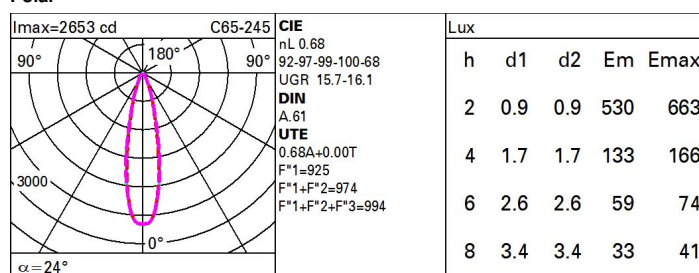 Imax=2653 cd C65-245
90° 180° 90°
3000
0°
α=24°
CIE
nL 0.68
92-97-99-100-68
UGR 15.7-16.1
DIN
A.61
UTE
0.68A+0.00T
F"1=925
F"1+F"2=974
F"1+F"2+F"3=994
Lux
h d1 d2 Em Emax
2 0.9 0.9 530 663
4 1.7 1.7 133 166
6 2.6 2.6 59 74
8 3.4 3.4 33 41